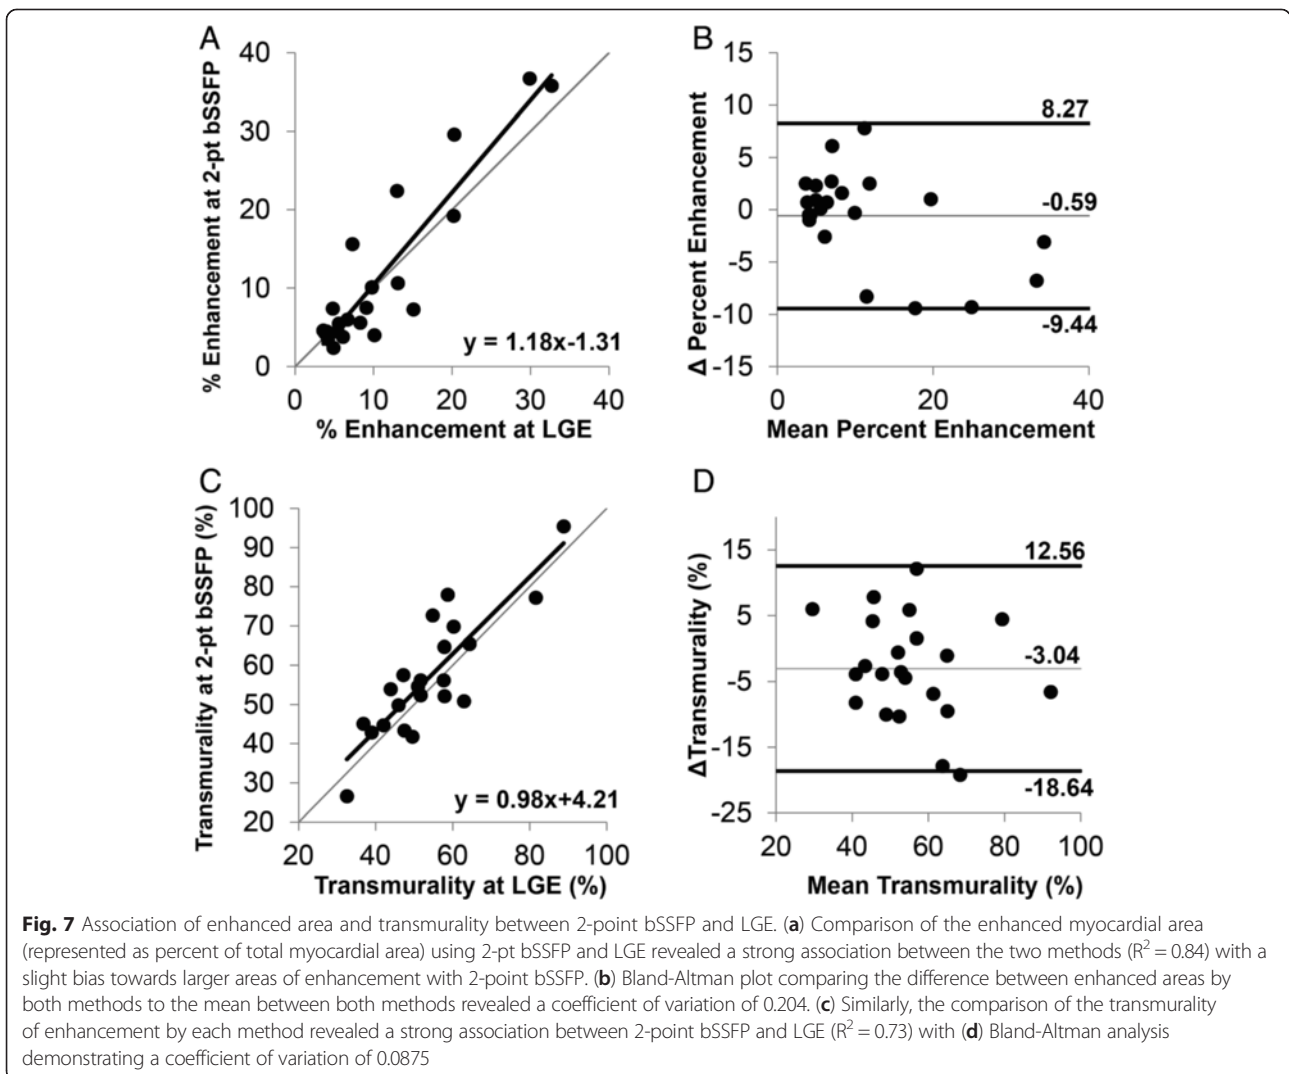 A
% Enhancement at 2-pt bSSFP
40
30
20
10
0
y = 1.18x-1.31
0 10 20 30 40
% Enhancement at LGE
B
Δ Percent Enhancement
15
10
5
0
-5
-10
-15
8.27
-0.59
-9.44
0 20 40
Mean Percent Enhancement
C
Transmurality at 2-pt bSSFP (%)
100
90
80
70
60
50
40
30
20
y = 0.98x+4.21
20 40 60 80 100
Transmurality at LGE (%)
D
ΔTransmurality (%)
15
5
-5
-15
-25
12.56
-3.04
-18.64
20 40 60 80 100
Mean Transmurality (%)
Fig. 7 Association of enhanced area and transmurality between 2-point bSSFP and LGE. (a) Comparison of the enhanced myocardial area
(represented as percent of total myocardial area) using 2-pt bSSFP and LGE revealed a strong association between the two methods (R² = 0.84) with a
slight bias towards larger areas of enhancement with 2-point bSSFP. (b) Bland-Altman plot comparing the difference between enhanced areas by
both methods to the mean between both methods revealed a coefficient of variation of 0.204. (c) Similarly, the comparison of the transmurality
of enhancement by each method revealed a strong association between 2-point bSSFP and LGE (R² = 0.73) with (d) Bland-Altman analysis
demonstrating a coefficient of variation of 0.0875